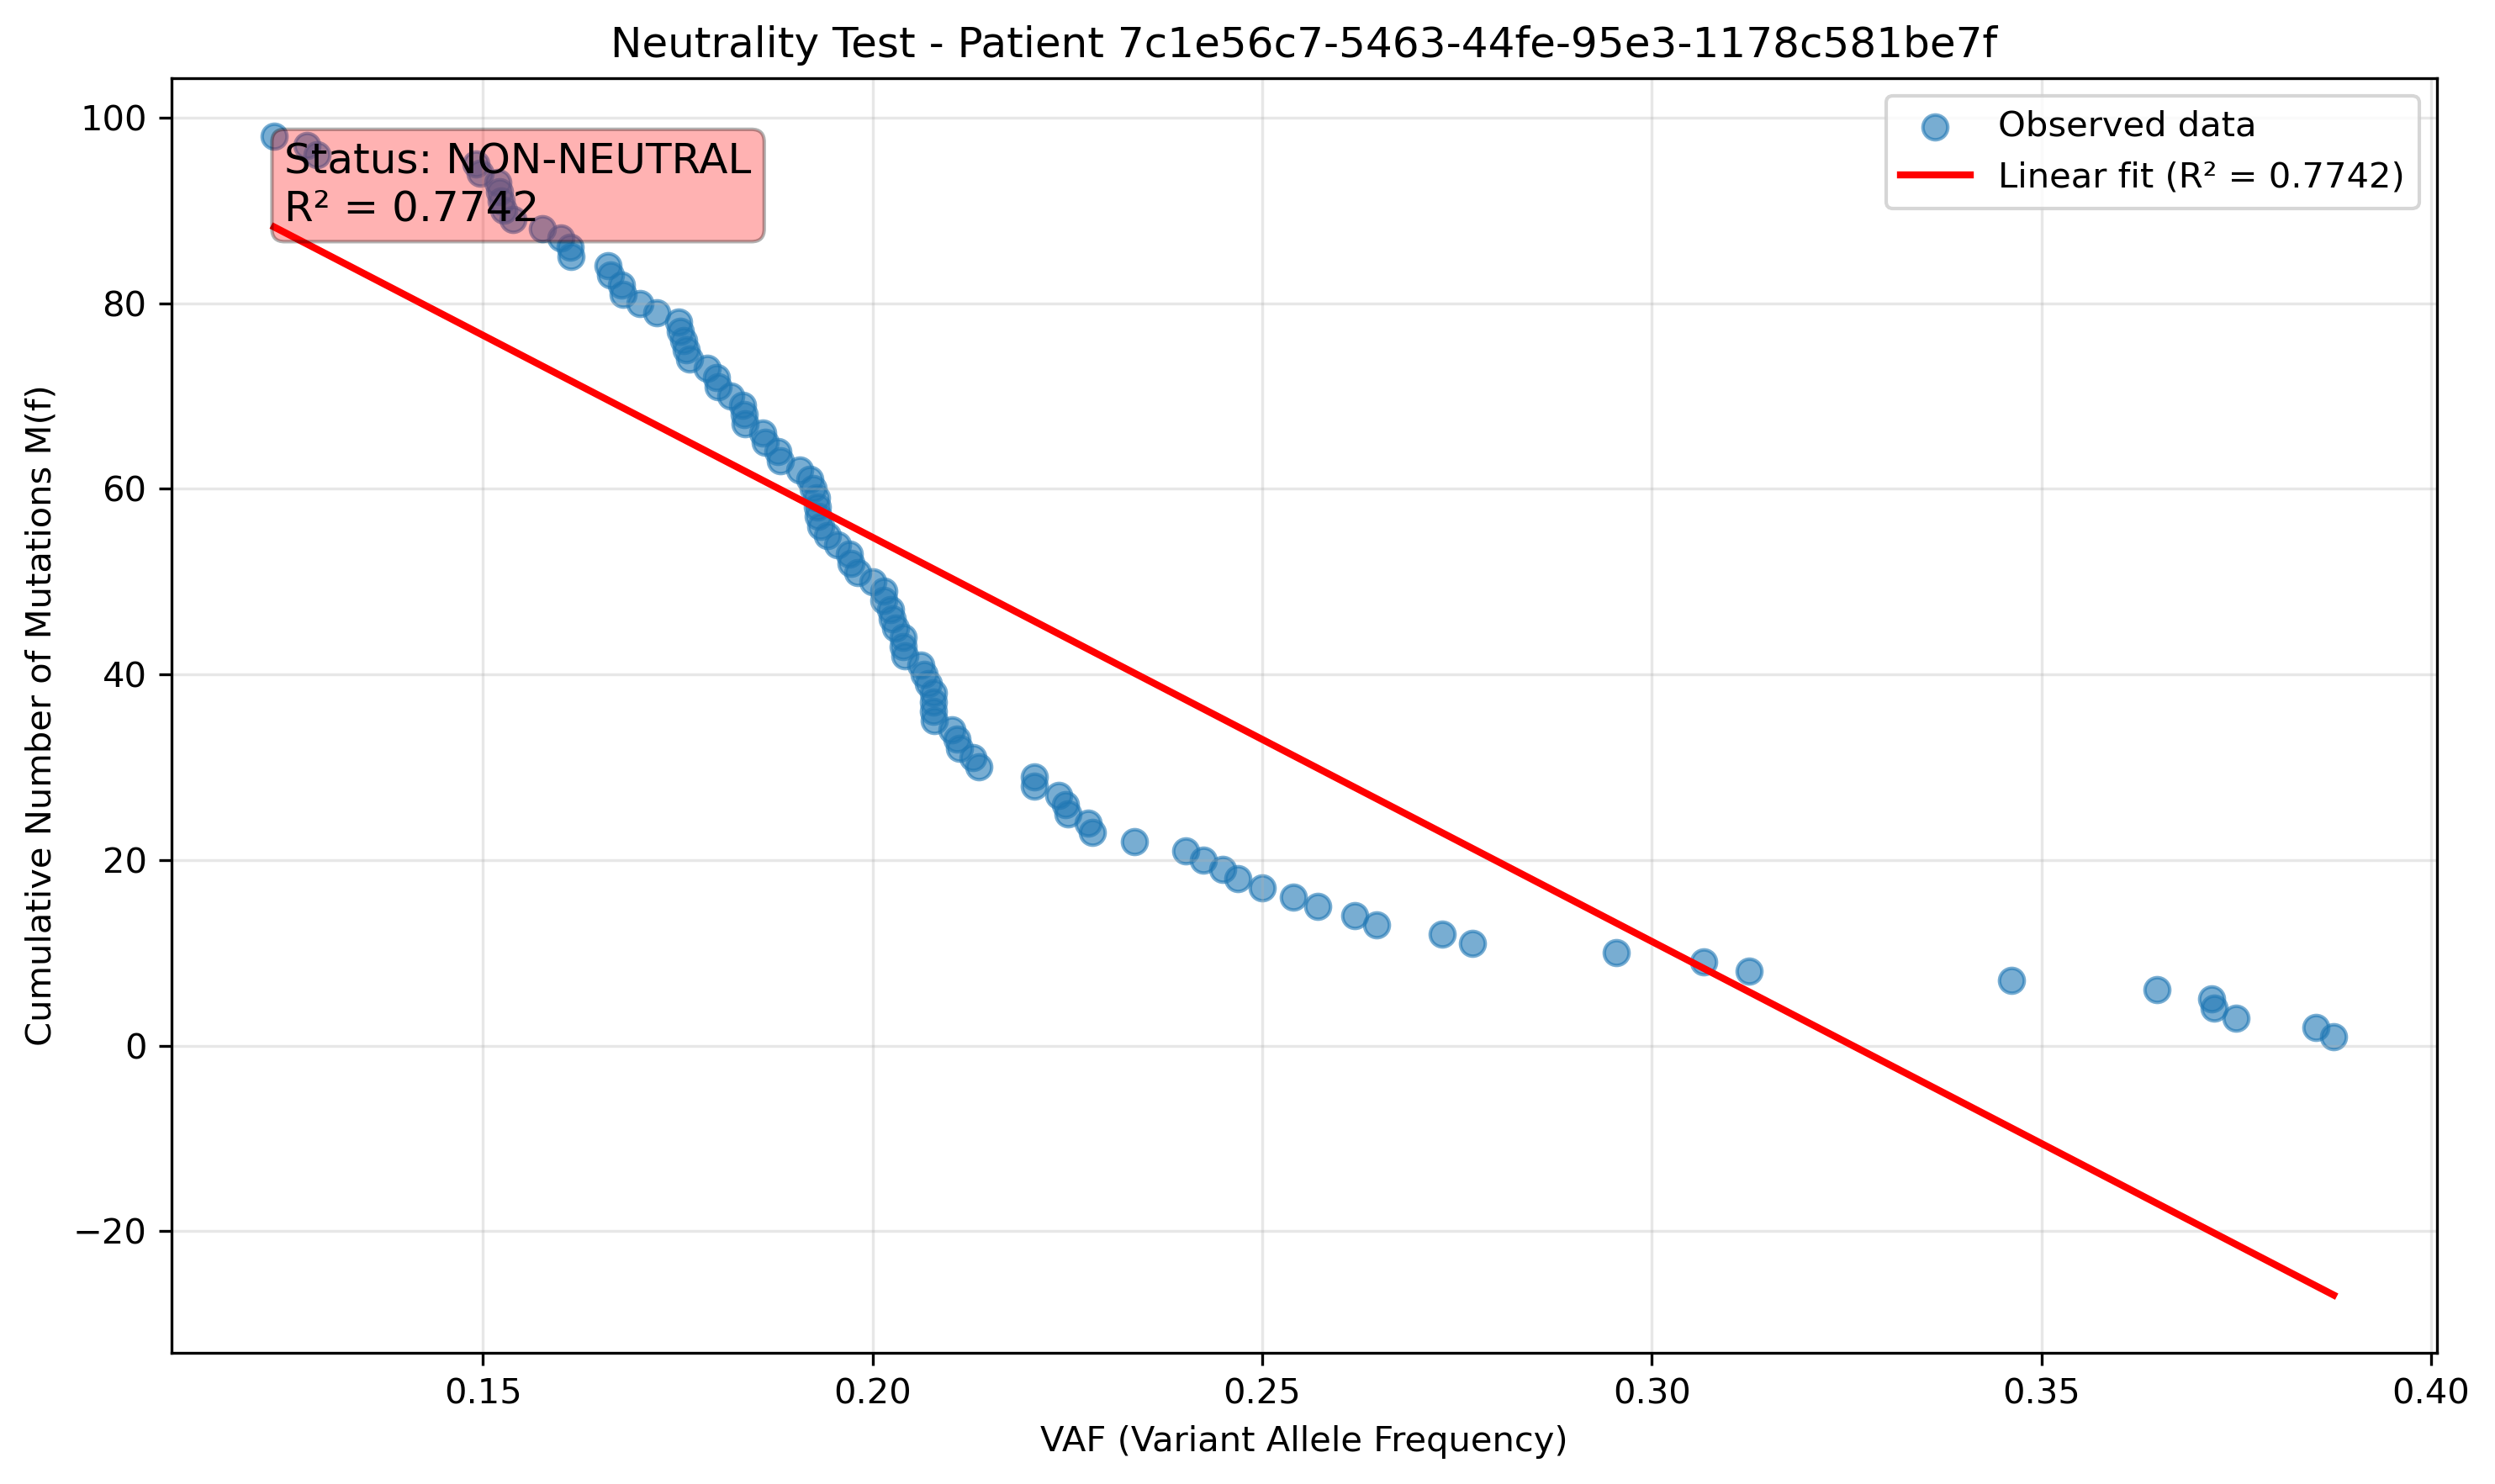 Neutrality Test - Patient 7c1e56c7-5463-44fe-95e3-1178c581be7f
Observed data
Linear fit (R² = 0.7742)
Status: NON-NEUTRAL
R² = 0.7742
Cumulative Number of Mutations M(f)
100
80
60
40
20
0
−20
0.15
0.20
0.25
0.30
0.35
0.40
VAF (Variant Allele Frequency)